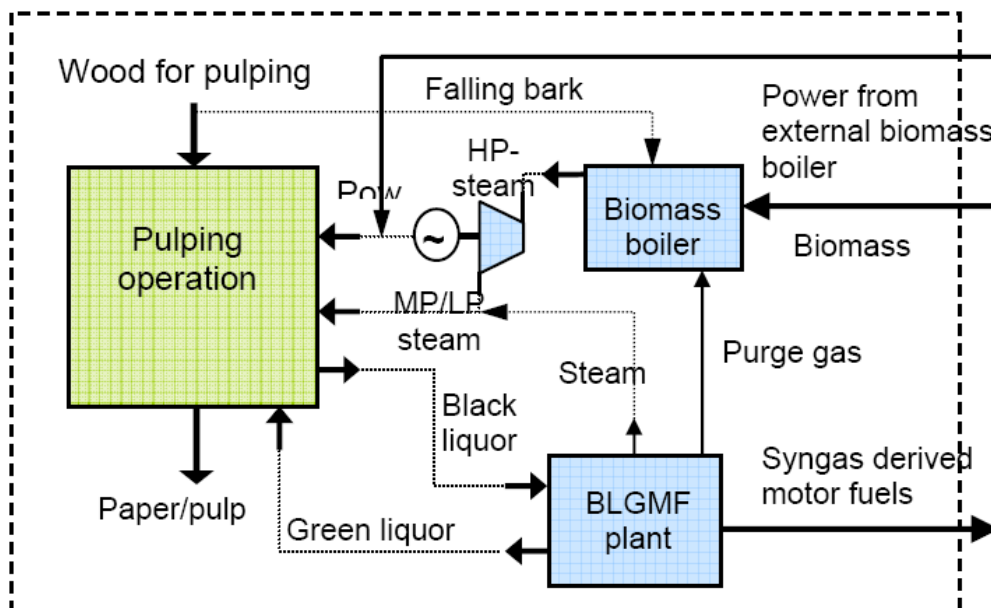 Wood for pulping
Falling bark
Power from
external biomass
boiler
HP-
steam
Pow
Biomass
boiler
Biomass
Pulping
operation
~
MP/LP
steam
Steam
Purge gas
Black
liquor
Syngas derived
motor fuels
BLGMF
plant
Paper/pulp
Green liquor